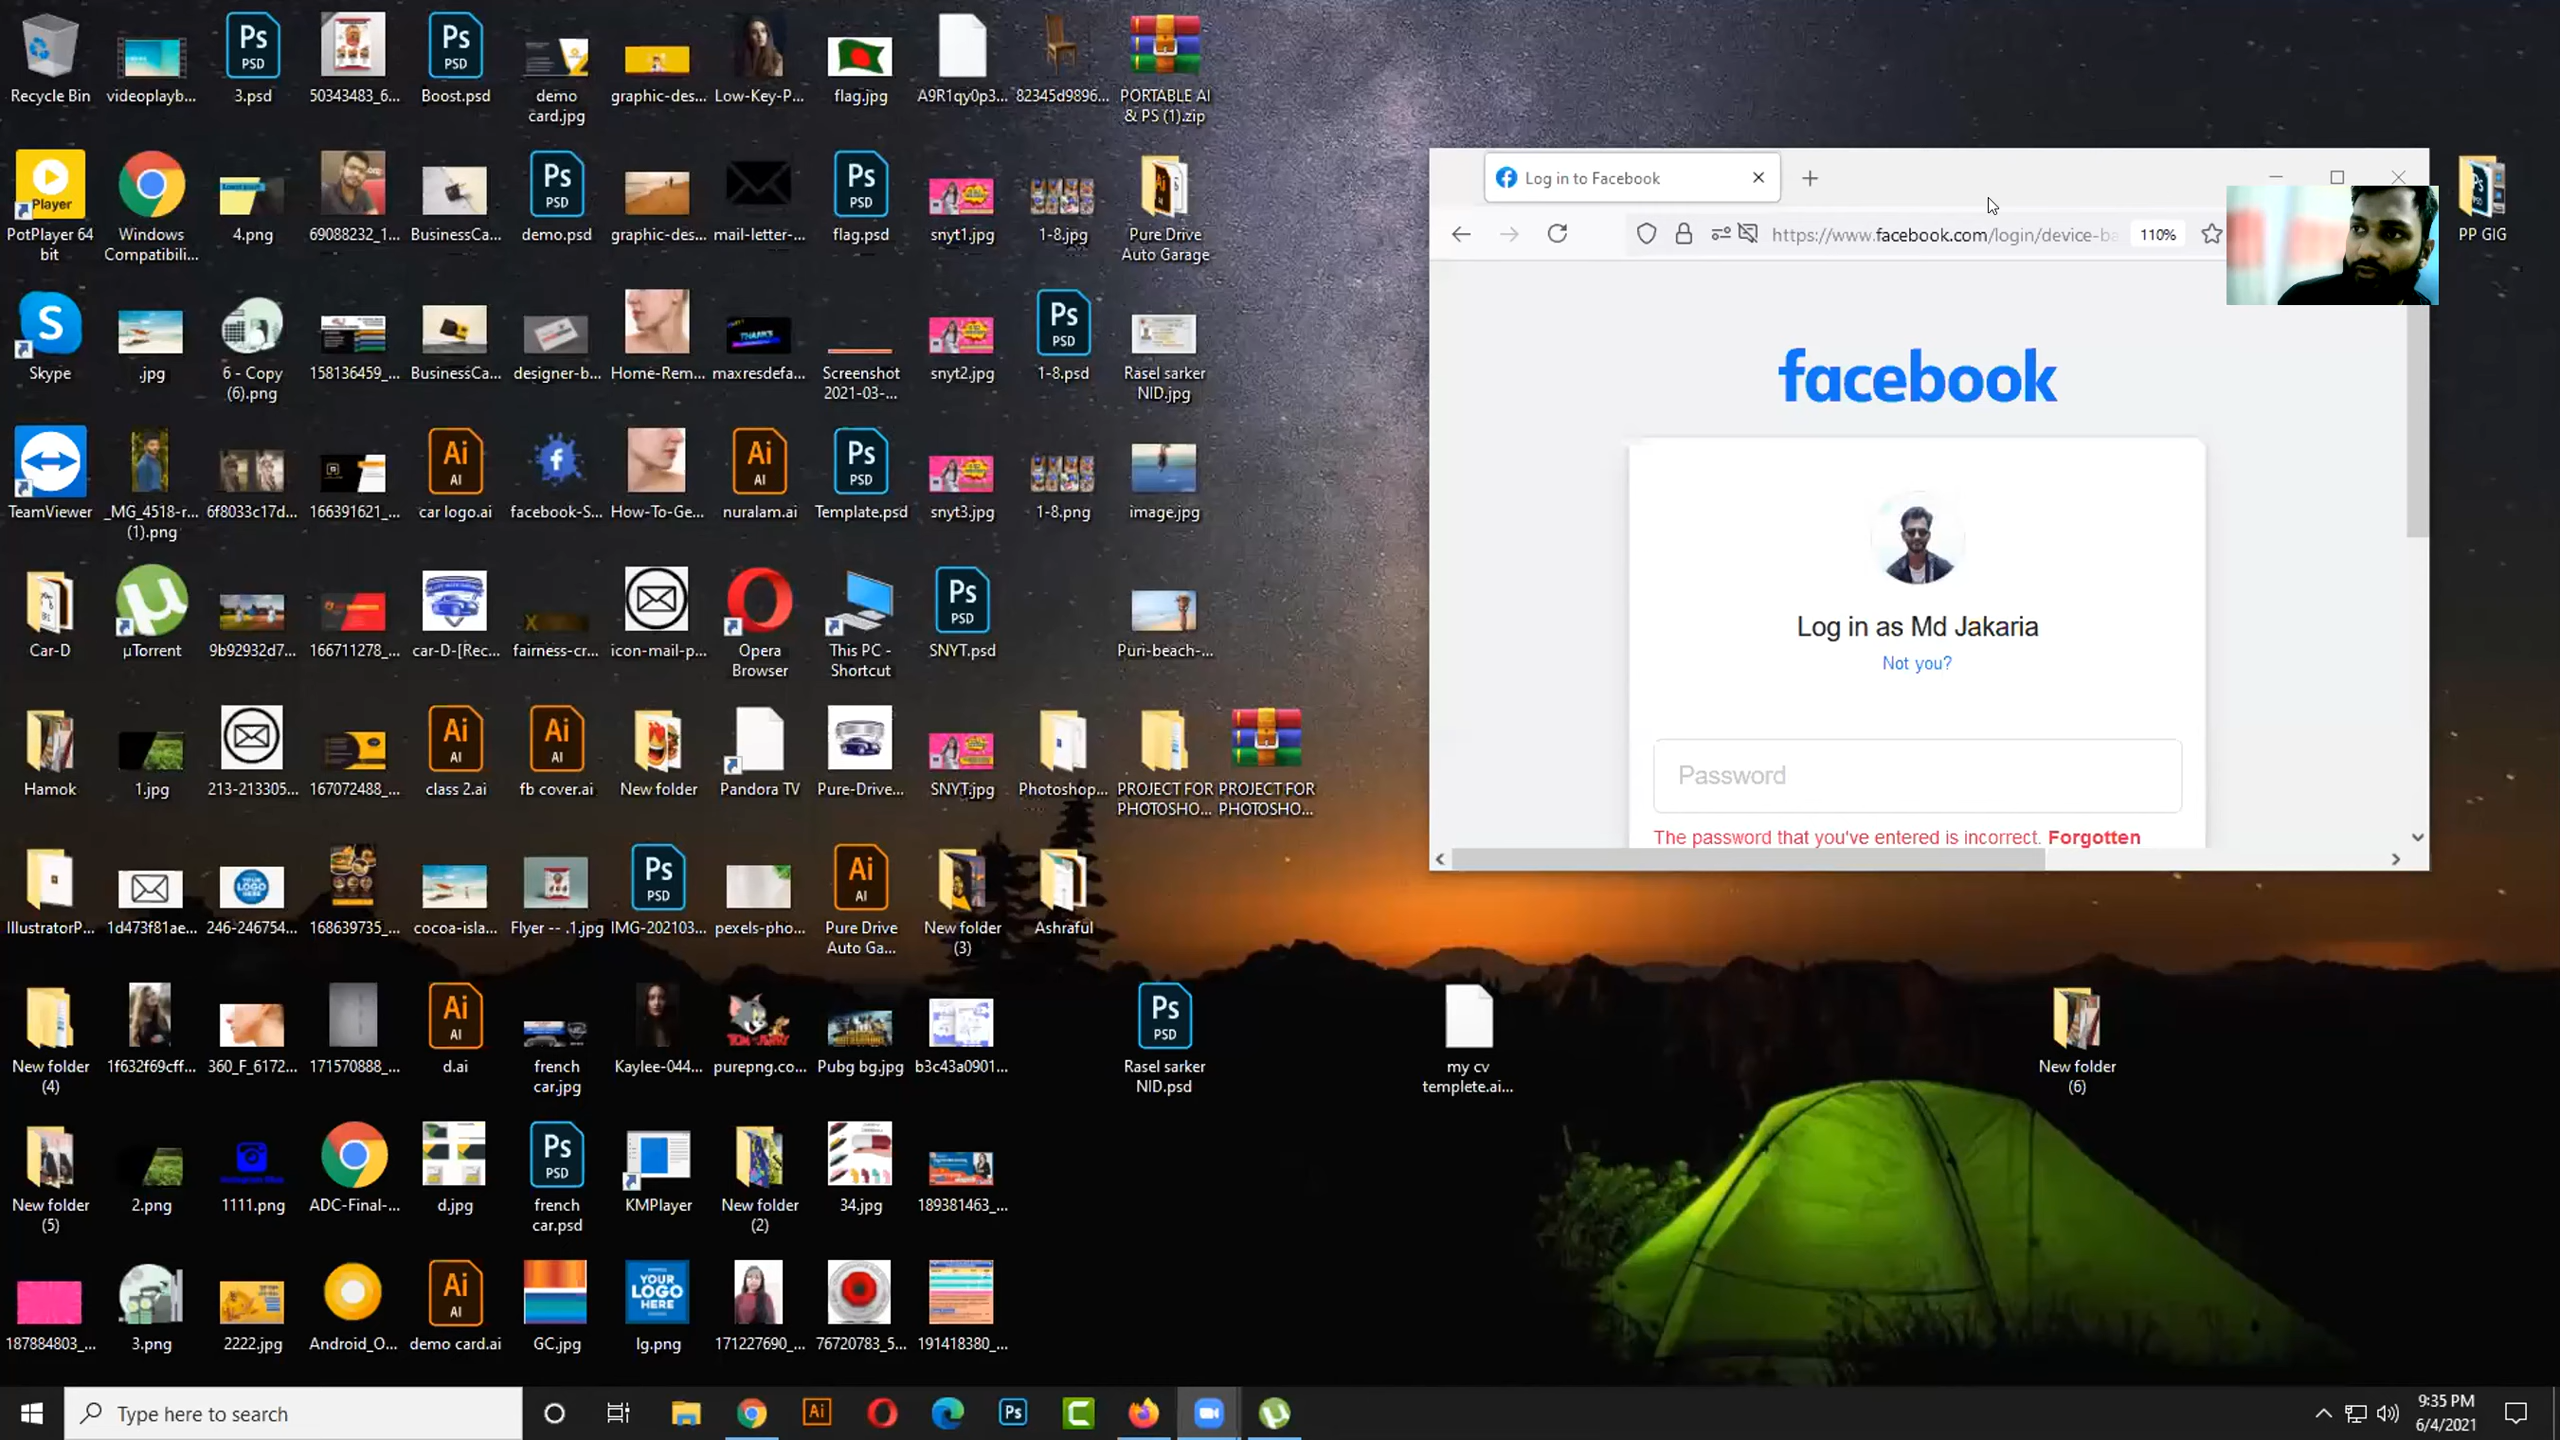 Recycle Bin
videoplayb...
3.psd
50343483_6...
Boost.psd
demo
card.jpg
graphic-des...
Low-Key-P...
flag.jpg
A9R1qy0p3...
82345d9896...
PORTABLE AI
& PS (1).zip
PotPlayer 64
bit
Windows
Compatibili...
4.png
69088232_1...
BusinessCa...
demo.psd
graphic-des...
mail-letter-...
flag.psd
snyt1.jpg
1-8.jpg
Pure Drive
Auto Garage
Log in to Facebook
https://www.facebook.com/login/device-ba
110%
PP GIG
Skype
.jpg
6 - Copy
(6).png
158136459_...
BusinessCa...
designer-b...
Home-Rem...
maxresdefa...
Screenshot
2021-03-...
snyt2.jpg
1-8.psd
Rasel sarker
NID.jpg
facebook
TeamViewer
_MG_4518-r...
(1).png
6f8033c17d...
166391621_...
car logo.ai
facebook-S...
How-To-Ge...
nuralam.ai
Template.psd
snyt3.jpg
1-8.png
image.jpg
Car-D
µTorrent
9b92932d7...
166711278_...
car-D-[Rec...
fairness-cr...
icon-mail-p...
Opera
Browser
This PC -
Shortcut
SNYT.psd
Puri-beach-...
Log in as Md Jakaria
Not you?
Password
The password that you've entered is incorrect. Forgotten
Hamok
1.jpg
213-213305...
167072488_...
class 2.ai
fb cover.ai
New folder
Pandora TV
Pure-Drive...
SNYT.jpg
Photoshop...
PROJECT FOR
PHOTOSHO...
PROJECT FOR
PHOTOSHO...
IllustratorP...
1d473f81ae...
246-246754...
168639735_...
cocoa-isla...
Flyer -- .1.jpg
IMG-202103...
pexels-pho...
Pure Drive
Auto Ga...
New folder
(3)
Ashraful
New folder
(4)
1f632f69cff...
360_F_6172...
171570888_...
d.ai
french
car.jpg
Kaylee-044...
purepng.co...
Pubg bg.jpg
b3c43a0901...
Rasel sarker
NID.psd
my cv
templete.ai...
New folder
(6)
New folder
(5)
2.png
1111.png
ADC-Final-...
d.jpg
french
car.psd
KMPlayer
New folder
(2)
34.jpg
189381463_...
187884803_...
3.png
2222.jpg
Android_O...
demo card.ai
GC.jpg
YOUR
LOGO
HERE
lg.png
171227690_...
76720783_5...
191418380_...
Type here to search
9:35 PM
6/4/2021